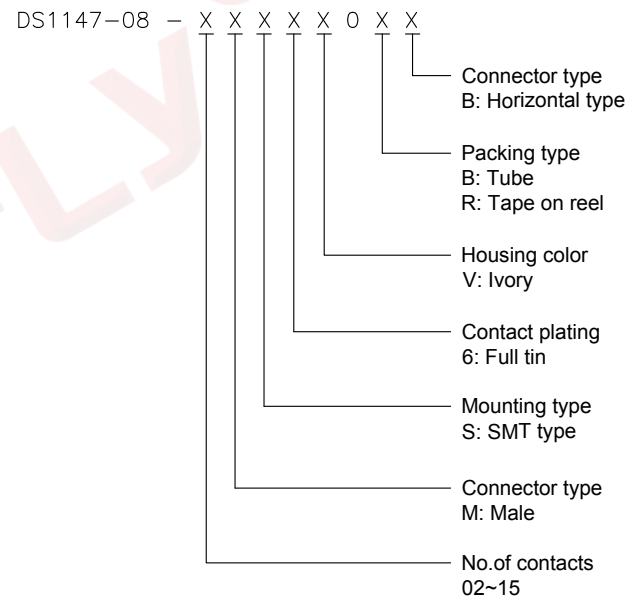 DS1147-08 - X X X X X 0 X X
Connector type
B: Horizontal type
Packing type
B: Tube
R: Tape on reel
Housing color
V: Ivory
Contact plating
6: Full tin
Mounting type
S: SMT type
Connector type
M: Male
No.of contacts
02~15